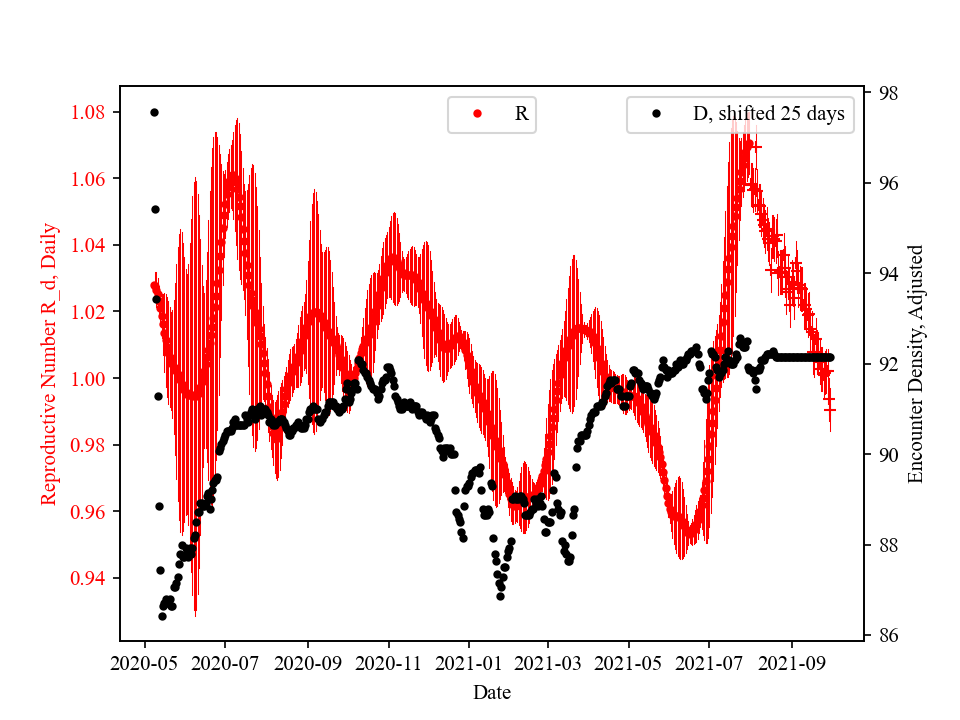 R
D, shifted 25 days
1.08
1.06
1.04
1.02
1.00
0.98
0.96
0.94
Reproductive Number R_d, Daily
98
96
94
92
90
88
86
Encounter Density, Adjusted
2020-05 2020-07 2020-09 2020-11 2021-01 2021-03 2021-05 2021-07 2021-09
Date